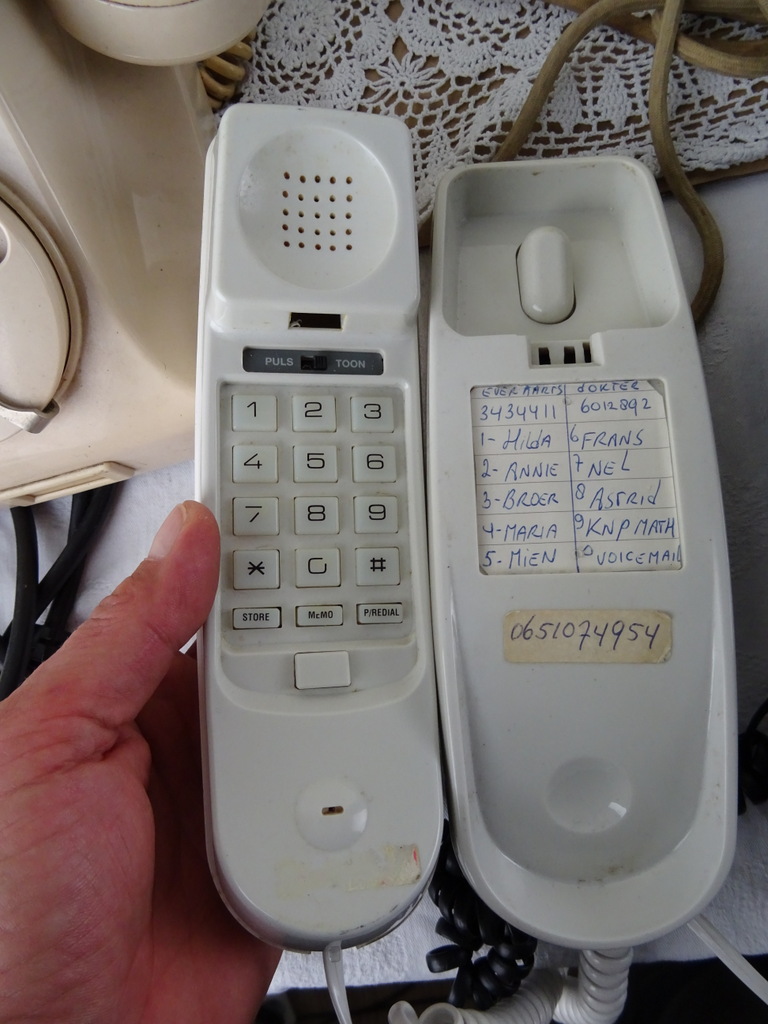 PULS TOON
1 2 3
4 5 6
7 8 9
* 0 #
STORE MEMO P/REDIAL
EVERAARTS DOKTER
3434411 6012892
1- Hilda 6 FRANS
2- ANNIE 7 NEL
3- BROER 8 ASTRId
4- MARIA 9 KNP MATH
5- MIEN 0 VOICEMAIL
0651074954